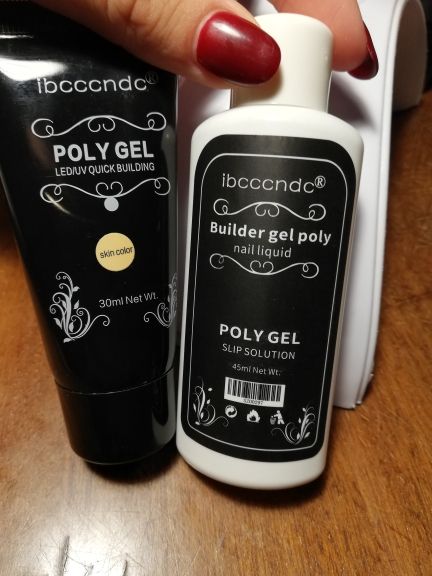 ibcccndc®
POLY GEL
LED/UV QUICK BUILDING
skin color
30ml Net Wt.
ibcccndc®
Builder gel poly
nail liquid
POLY GEL
SLIP SOLUTION
45ml Net Wt.